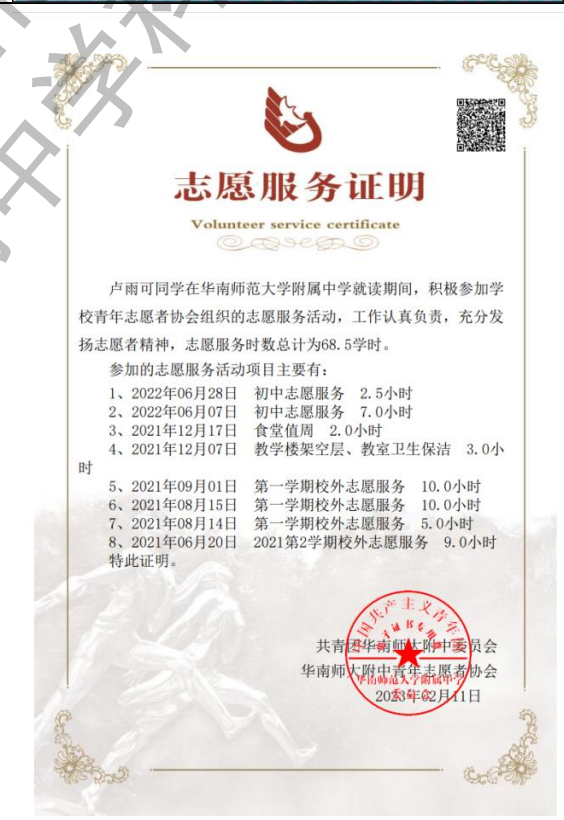 志愿服务证明
Volunteer service certificate
卢雨可同学在华南师范大学附属中学就读期间，积极参加学
校青年志愿者协会组织的志愿服务活动，工作认真负责，充分发
扬志愿者精神，志愿服务时数总计为68.5学时。
参加的志愿服务活动项目主要有：
1、2022年06月28日 初中志愿服务 2.5小时
2、2022年06月07日 初中志愿服务 7.0小时
3、2021年12月17日 食堂值周 2.0小时
4、2021年12月07日 教学楼架空层、教室卫生保洁 3.0小
时
5、2021年09月01日 第一学期校外志愿服务 10.0小时
6、2021年08月15日 第一学期校外志愿服务 10.0小时
7、2021年08月14日 第一学期校外志愿服务 5.0小时
8、2021年06月20日 2021第2学期校外志愿服务 9.0小时
特此证明。
共青团华南师大附中委员会
华南师大附中青年志愿者协会
2023年02月11日